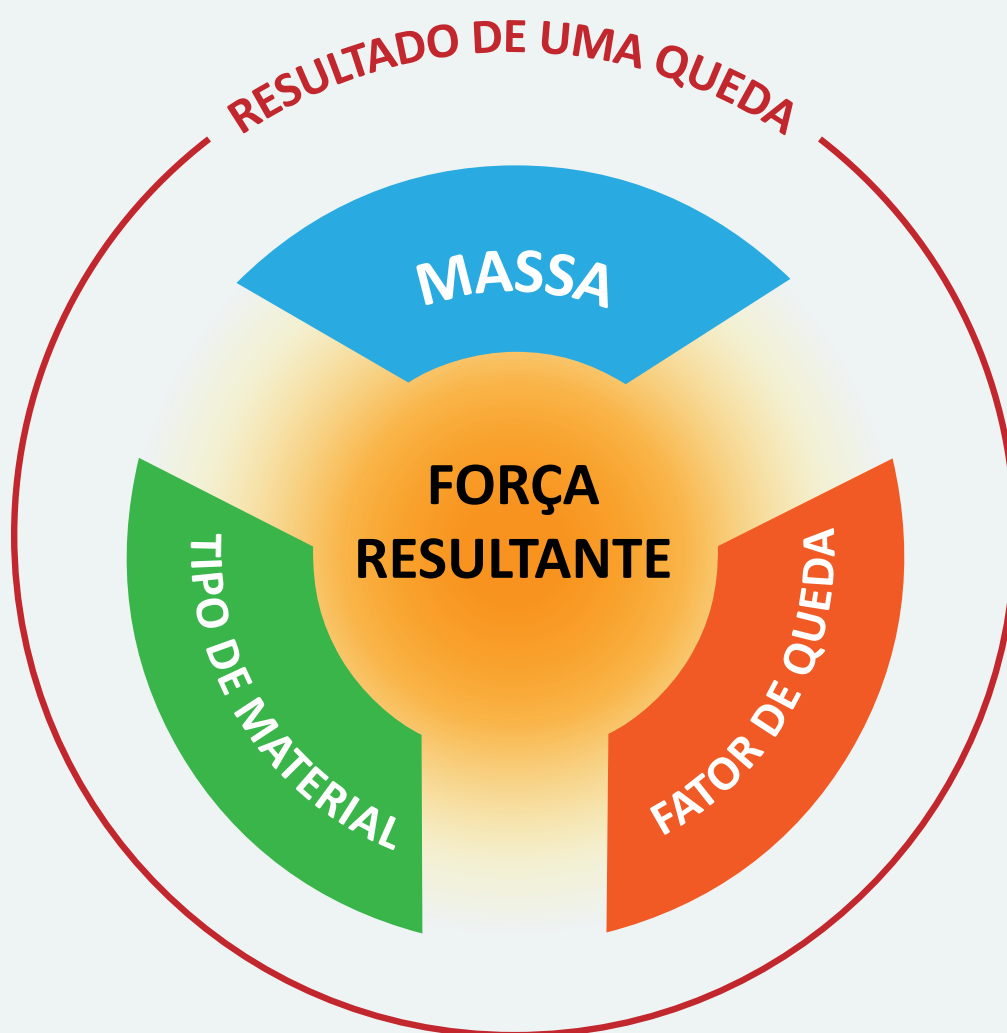 RESULTADO DE UMA QUEDA
MASSA
FORÇA
RESULTANTE
TIPO DE MATERIAL
FATOR DE QUEDA